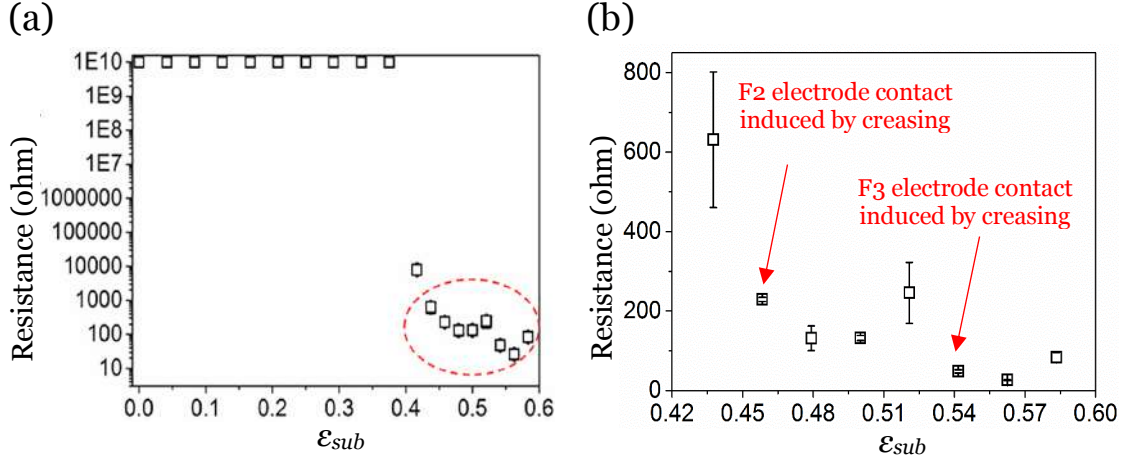 (a)
(b)
1E10
1E9
1E8
1E7
1000000
100000
10000
1000
100
10
Resistance (ohm)
0.0 0.1 0.2 0.3 0.4 0.5 0.6
εsub
800
600
400
200
0
Resistance (ohm)
F2 electrode contact
induced by creasing
F3 electrode contact
induced by creasing
0.42 0.45 0.48 0.51 0.54 0.57 0.60
εsub